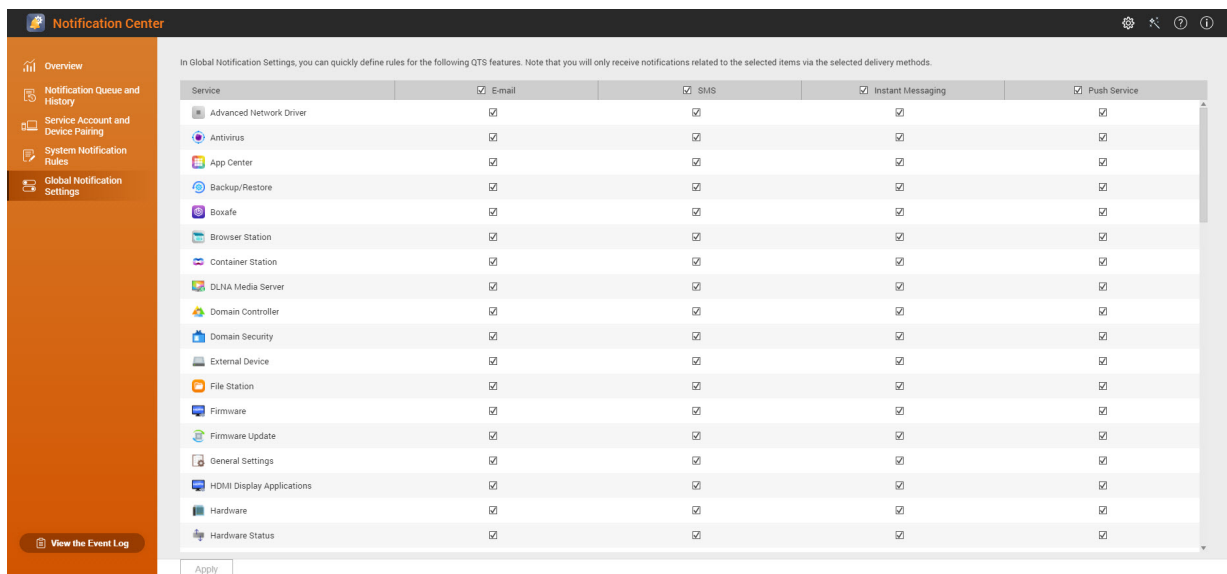 Notification Center
Overview
Notification Queue and
History
Service Account and
Device Pairing
System Notification
Rules
Global Notification
Settings
View the Event Log
In Global Notification Settings, you can quickly define rules for the following QTS features. Note that you will only receive notifications related to the selected items via the selected delivery methods.
Service E-mail SMS Instant Messaging Push Service
Advanced Network Driver
Antivirus
App Center
Backup/Restore
Boxafe
Browser Station
Container Station
DLNA Media Server
Domain Controller
Domain Security
External Device
File Station
Firmware
Firmware Update
General Settings
HDMI Display Applications
Hardware
Hardware Status
Apply